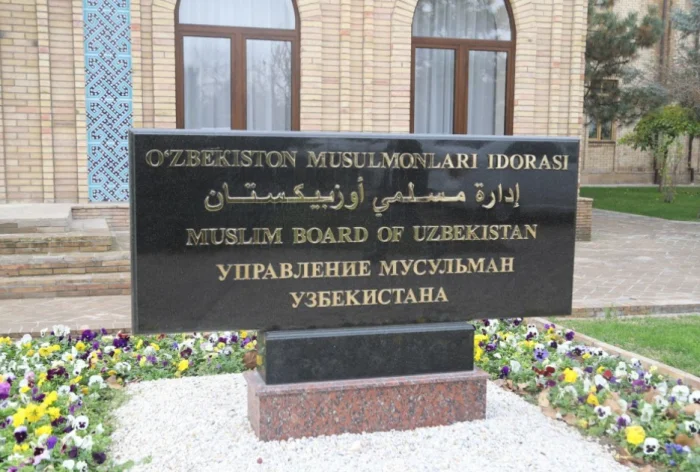 O‘ZBEKISTON MUSULMONLARI IDORASI
إدارة مسلمي أوزبيكستان
MUSLIM BOARD OF UZBEKISTAN
УПРАВЛЕНИЕ МУСУЛЬМАН
УЗБЕКИСТАНА